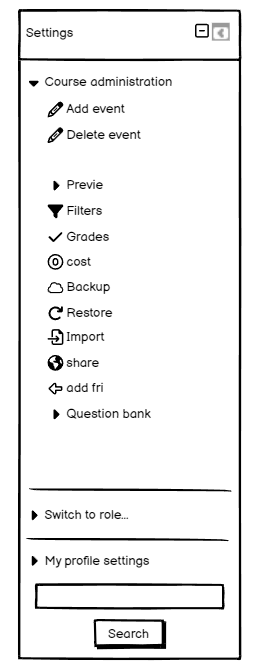 Settings
Course administration
Add event
Delete event
Previe
Filters
Grades
cost
Backup
Restore
Import
share
add fri
Question bank
Switch to role...
My profile settings
Search